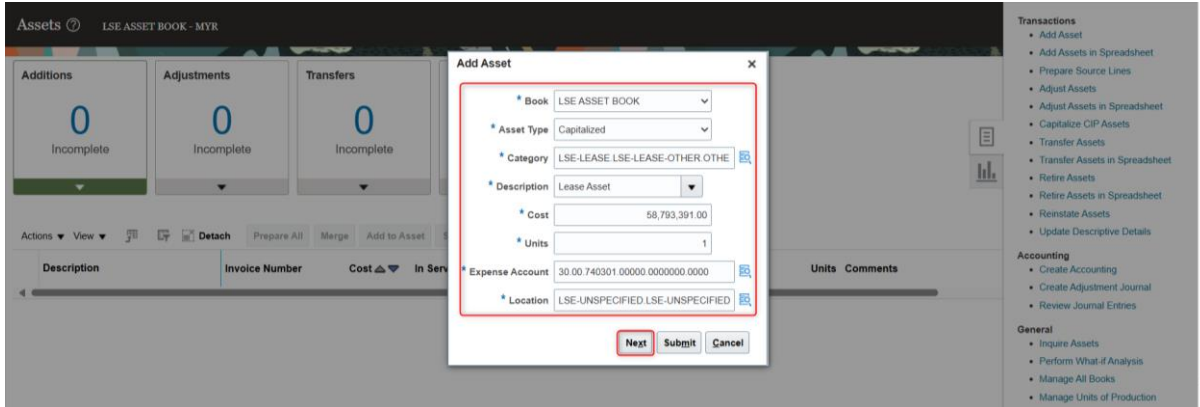 Assets
LSE ASSET BOOK - MYR
Additions
0
Incomplete
Adjustments
0
Incomplete
Transfers
0
Incomplete
Actions View Detach Prepare All Merge Add to Asset
Description Invoice Number Cost In Serv Units Comments
Add Asset
* Book LSE ASSET BOOK
* Asset Type Capitalized
* Category LSE-LEASE.LSE-LEASE-OTHER.OTHE
* Description Lease Asset
* Cost 58,793,391.00
* Units 1
* Expense Account 30.00.740301.00000.0000000.0000
* Location LSE-UNSPECIFIED.LSE-UNSPECIFIED
Next Submit Cancel
Transactions
• Add Asset
• Add Assets in Spreadsheet
• Prepare Source Lines
• Adjust Assets
• Adjust Assets in Spreadsheet
• Capitalize CIP Assets
• Transfer Assets
• Transfer Assets in Spreadsheet
• Retire Assets
• Retire Assets in Spreadsheet
• Reinstate Assets
• Update Descriptive Details
Accounting
• Create Accounting
• Create Adjustment Journal
• Review Journal Entries
General
• Inquire Assets
• Perform What-if Analysis
• Manage All Books
• Manage Units of Production